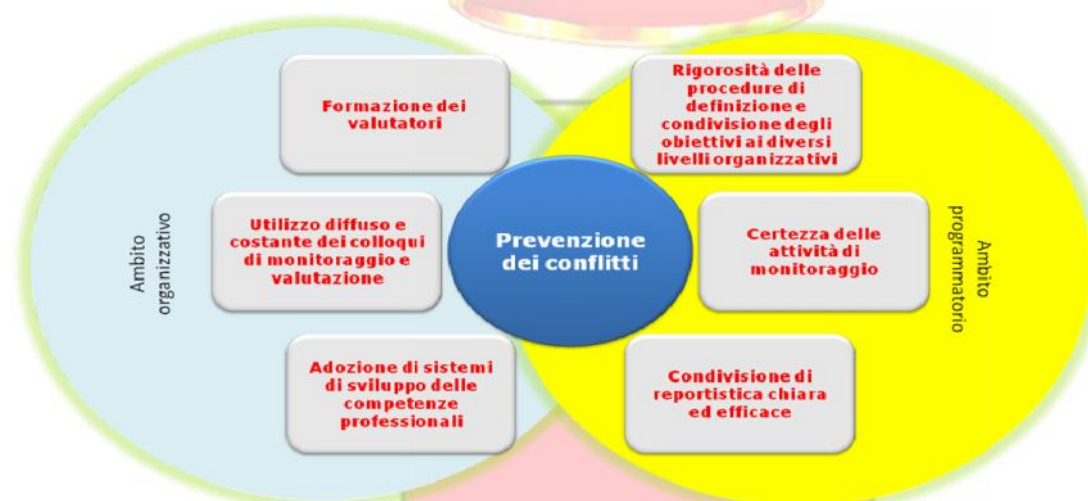 Formazione dei
valutatori
Rigorosità delle
procedure di
definizione e
condivisione degli
obiettivi ai diversi
livelli organizzativi
Ambito
organizzativo
Utilizzo diffuso e
costante dei colloqui
di monitoraggio e
valutazione
Prevenzione
dei conflitti
Certezza delle
attività di
monitoraggio
Ambito
programmatorio
Adozione di sistemi
di sviluppo delle
competenze
professionali
Condivisione di
reportistica chiara
ed efficace